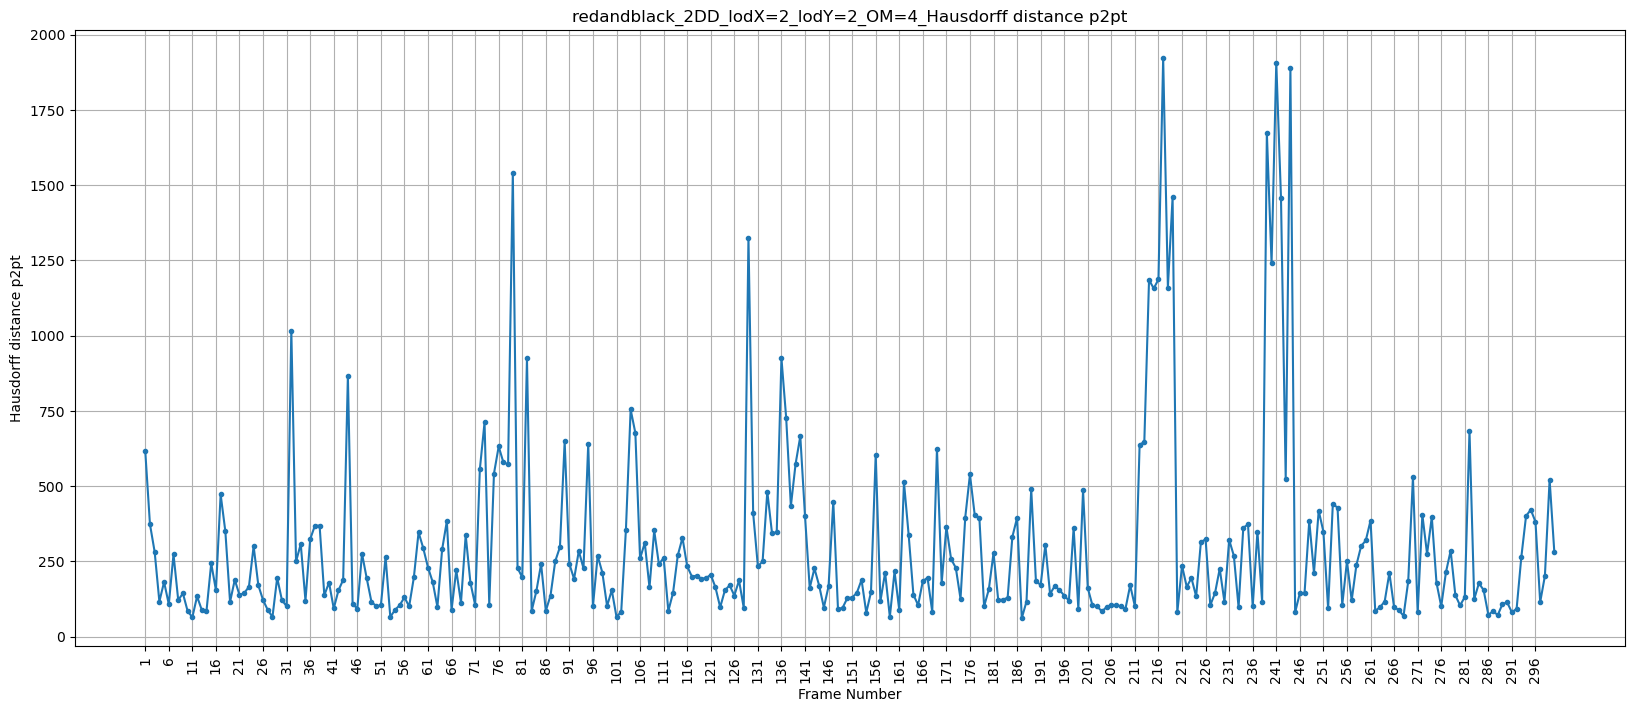 redandblack_2DD_lodX=2_lodY=2_OM=4_Hausdorff distance p2pt
2000
1750
1500
1250
1000
750
500
250
0
Hausdorff distance p2pt
1 6 11 16 21 26 31 36 41 46 51 56 61 66 71 76 81 86 91 96 101 106 111 116 121 126 131 136 141 146 151 156 161 166 171 176 181 186 191 196 201 206 211 216 221 226 231 236 241 246 251 256 261 266 271 276 281 286 291 296
Frame Number